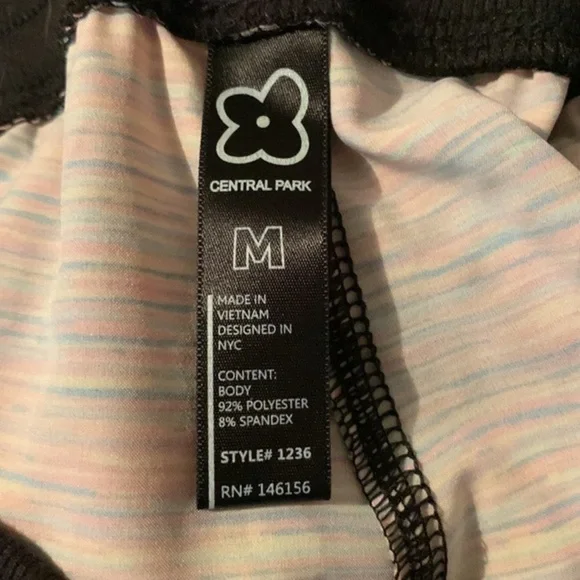 CENTRAL PARK
M
MADE IN
VIETNAM
DESIGNED IN
NYC
CONTENT:
BODY
92% POLYESTER
8% SPANDEX
STYLE# 1236
RN# 146156